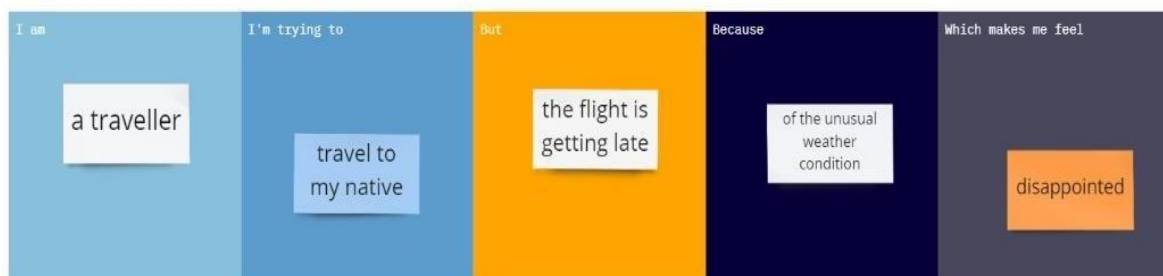 I am
a traveller
I'm trying to
travel to
my native
But
the flight is
getting late
Because
of the unusual
weather
condition
Which makes me feel
disappointed